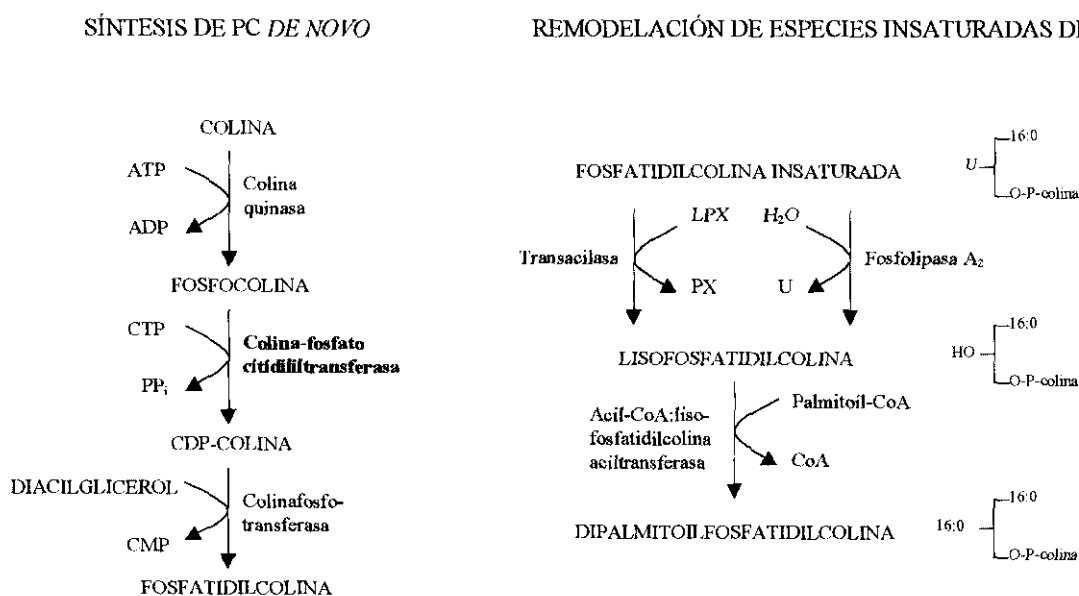 SÍNTESIS DE PC DE NOVO
COLINA
ATP
Colina
quinasa
ADP
FOSFOCOLINA
CTP
Colina-fosfato
citidililtransferasa
PPi
CDP-COLINA
DIACILGLICEROL
Colinafosfo-
transferasa
CMP
FOSFATIDILCOLINA
REMODELACIÓN DE ESPECIES INSATURADAS DE
FOSFATIDILCOLINA INSATURADA
16:0
U
O-P-colina
LPX
H₂O
Transacilasa
Fosfolipasa A₂
PX
U
LISOFOSFATIDILCOLINA
16:0
HO
O-P-colina
Acil-CoA:liso-
fosfatidilcolina
aciltransferasa
Palmitoíl-CoA
CoA
DIPALMITOILFOSFATIDILCOLINA
16:0
16:0
O-P-colina